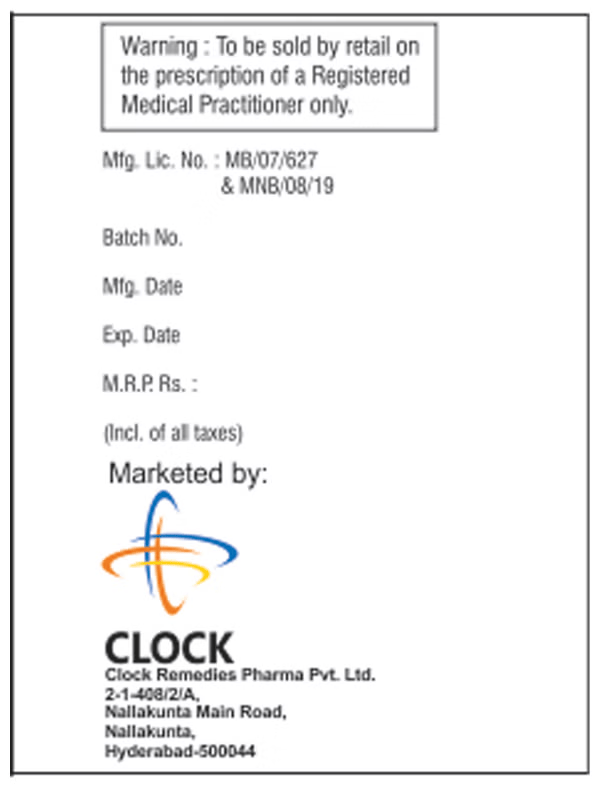 Warning : To be sold by retail on
the prescription of a Registered
Medical Practitioner only.
Mfg. Lic. No. : MB/07/627
& MNB/08/19
Batch No.
Mfg. Date
Exp. Date
M.R.P. Rs. :
(Incl. of all taxes)
Marketed by:
CLOCK
Clock Remedies Pharma Pvt. Ltd.
2-1-408/2/A,
Nallakunta Main Road,
Nallakunta,
Hyderabad-500044